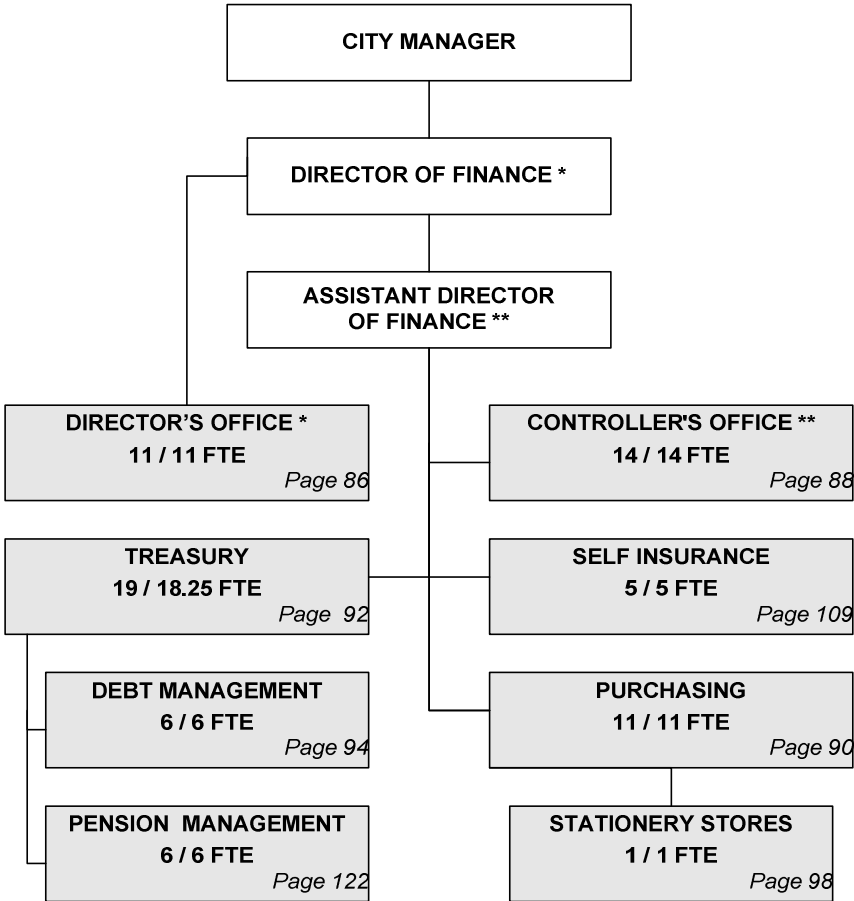 CITY MANAGER
DIRECTOR OF FINANCE *
ASSISTANT DIRECTOR
OF FINANCE **
DIRECTOR'S OFFICE *
11 / 11 FTE
Page 86
CONTROLLER'S OFFICE **
14 / 14 FTE
Page 88
TREASURY
19 / 18.25 FTE
Page 92
SELF INSURANCE
5 / 5 FTE
Page 109
DEBT MANAGEMENT
6 / 6 FTE
Page 94
PURCHASING
11 / 11 FTE
Page 90
PENSION MANAGEMENT
6 / 6 FTE
Page 122
STATIONERY STORES
1 / 1 FTE
Page 98